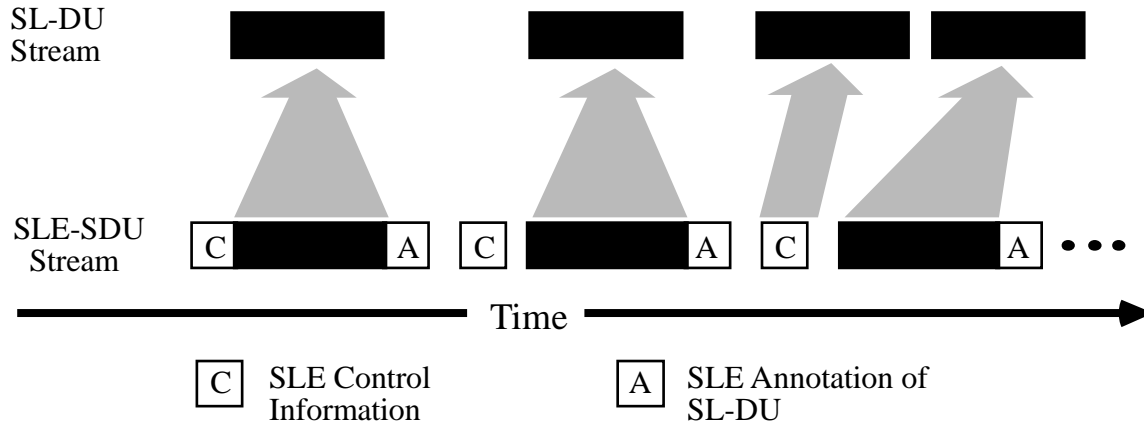 SL-DU
Stream
SLE-SDU
Stream
C
A
C
A
C
A
Time
C
SLE Control
Information
A
SLE Annotation of
SL-DU